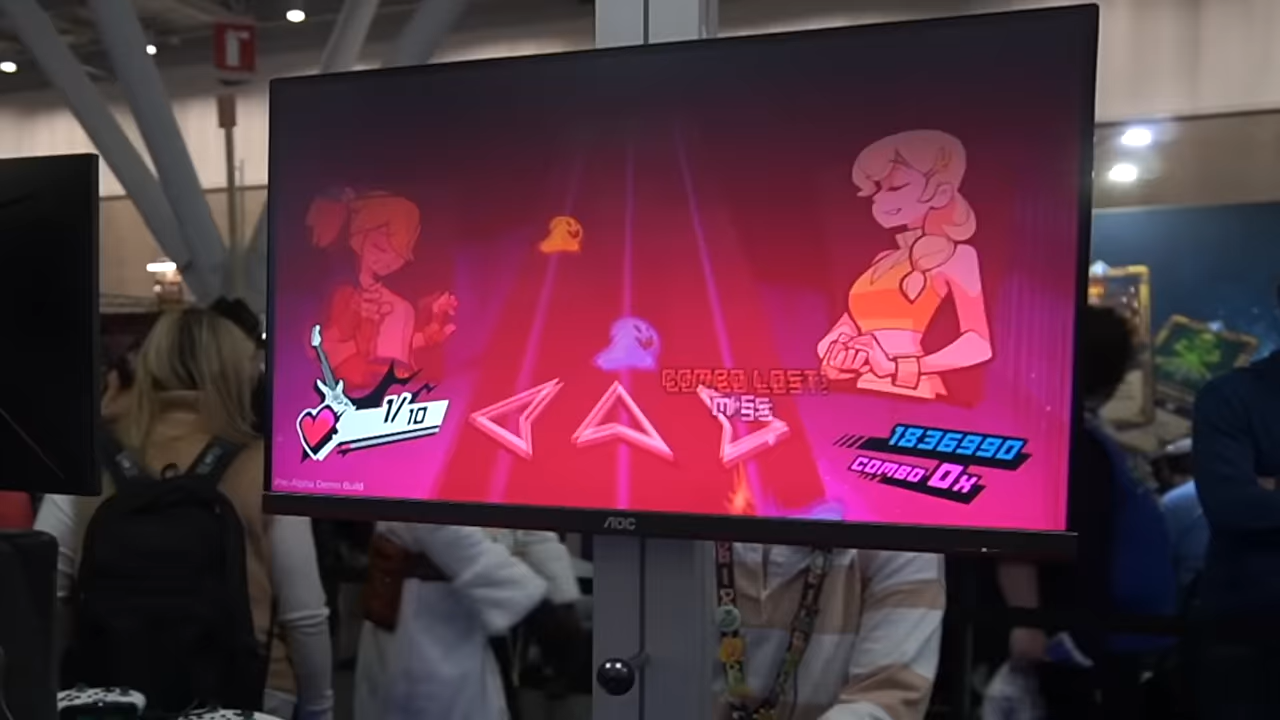 COMBO LOST!
MISS
1/10
1836990
COMBO 0x
Pre-Alpha Demo Build
AOC